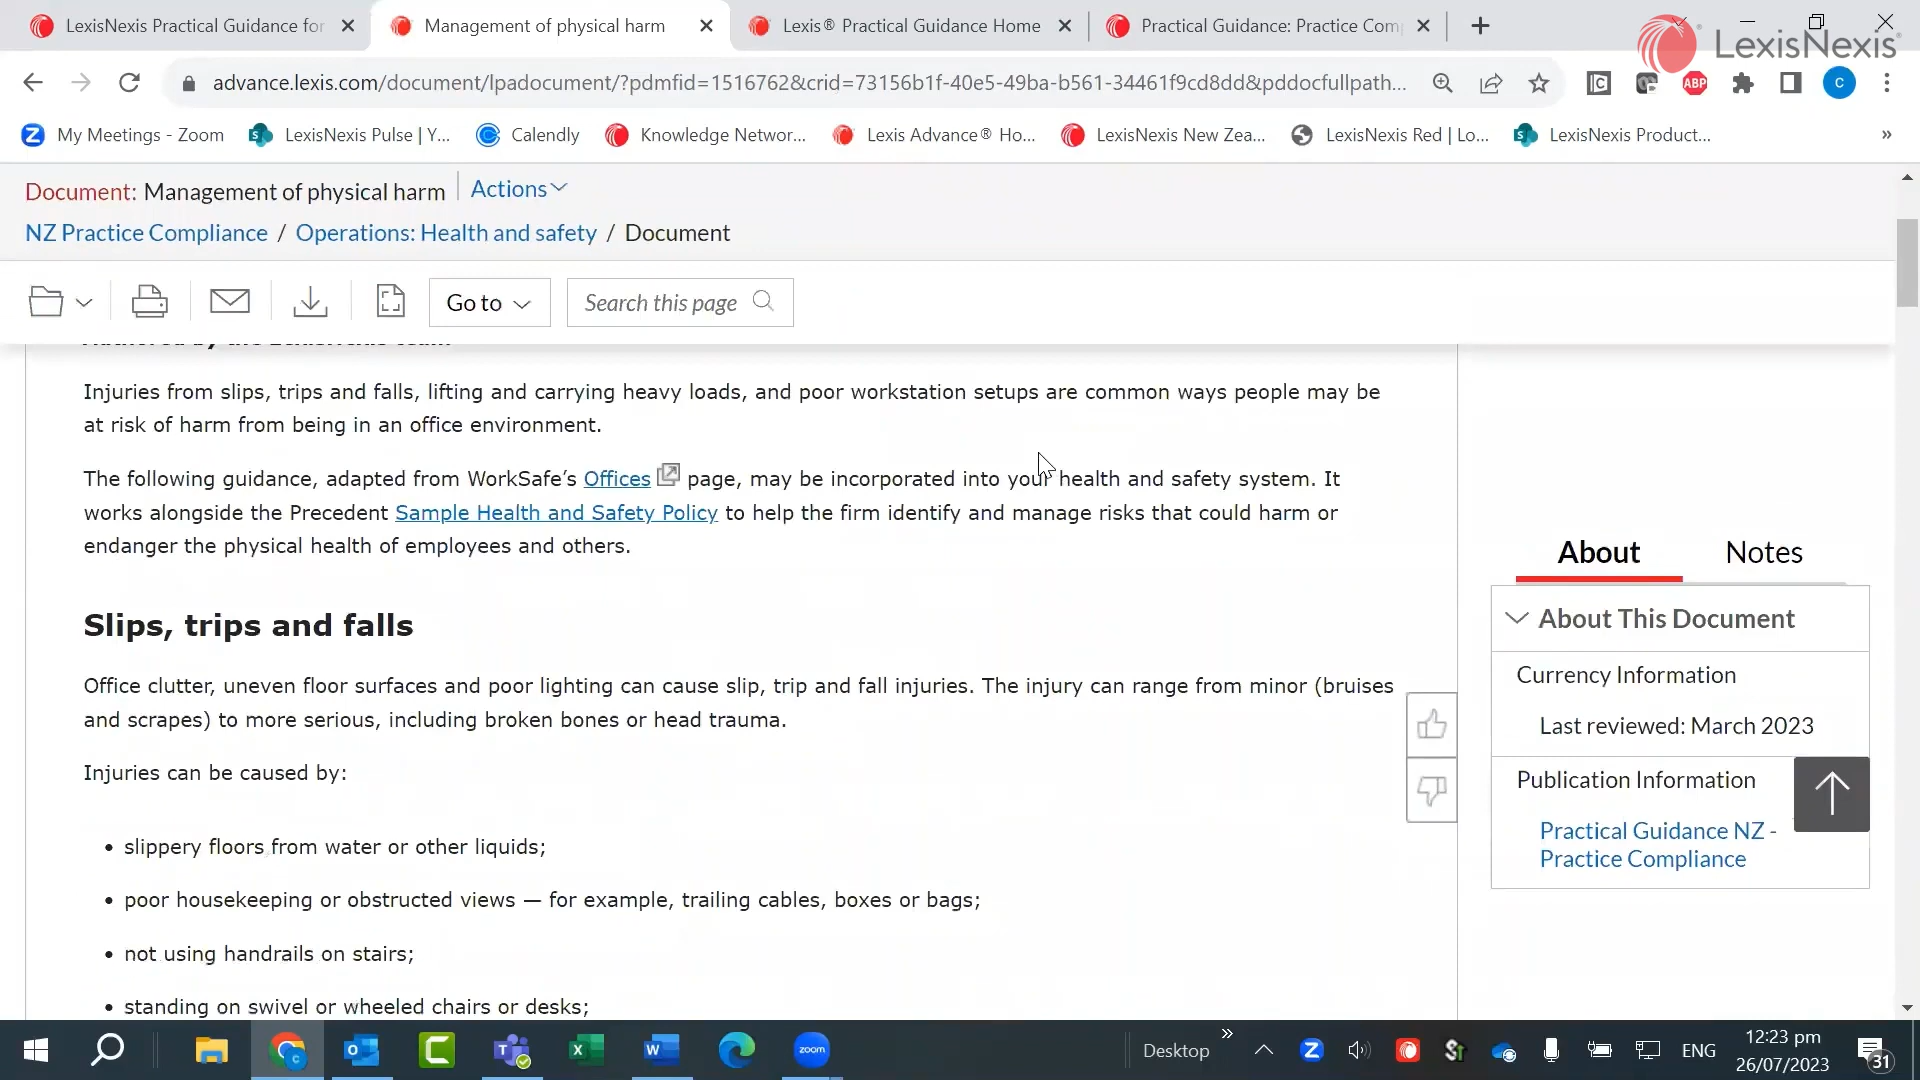 LexisNexis Practical Guidance for
Management of physical harm
Lexis® Practical Guidance Home
Practical Guidance: Practice Com
LexisNexis
advance.lexis.com/document/lpadocument/?pdmfid=1516762&crid=73156b1f-40e5-49ba-b561-34461f9cd8dd&pddocfullpath...
ABP
C
My Meetings - Zoom
LexisNexis Pulse | Y...
Calendly
Knowledge Networ...
Lexis Advance® Ho...
LexisNexis New Zea...
LexisNexis Red | Lo...
LexisNexis Product...
»
Document: Management of physical harm
Actions
NZ Practice Compliance / Operations: Health and safety / Document
Go to
Search this page
Injuries from slips, trips and falls, lifting and carrying heavy loads, and poor workstation setups are common ways people may be
at risk of harm from being in an office environment.
The following guidance, adapted from WorkSafe’s Offices page, may be incorporated into your health and safety system. It
works alongside the Precedent Sample Health and Safety Policy to help the firm identify and manage risks that could harm or
endanger the physical health of employees and others.
Slips, trips and falls
Office clutter, uneven floor surfaces and poor lighting can cause slip, trip and fall injuries. The injury can range from minor (bruises
and scrapes) to more serious, including broken bones or head trauma.
Injuries can be caused by:
• slippery floors from water or other liquids;
• poor housekeeping or obstructed views — for example, trailing cables, boxes or bags;
• not using handrails on stairs;
• standing on swivel or wheeled chairs or desks;
About
Notes
About This Document
Currency Information
Last reviewed: March 2023
Publication Information
Practical Guidance NZ -
Practice Compliance
zoom
Desktop
ENG
12:23 pm
26/07/2023
31